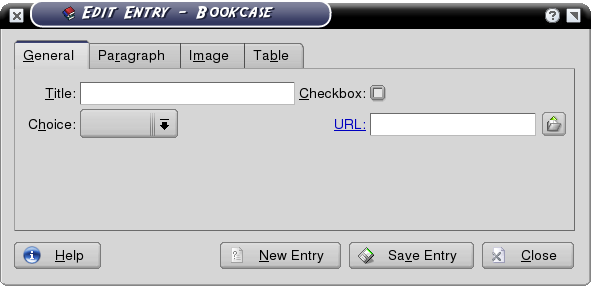 Edit Entry - Bookcase
General Paragraph Image Table
Title: Checkbox:
Choice: URL:
Help New Entry Save Entry Close